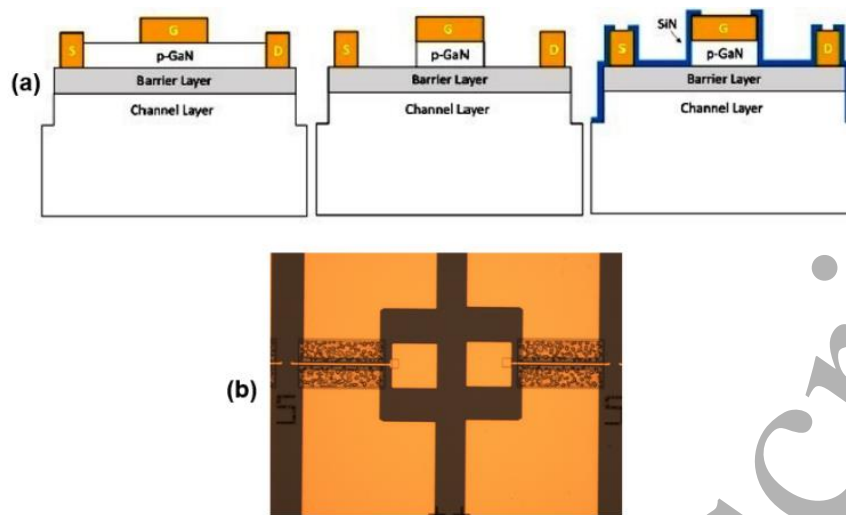 G
S
p-GaN
D
Barrier Layer
Channel Layer
G
S
p-GaN
D
Barrier Layer
Channel Layer
SiN
G
S
p-GaN
D
Barrier Layer
Channel Layer
(a)
(b)